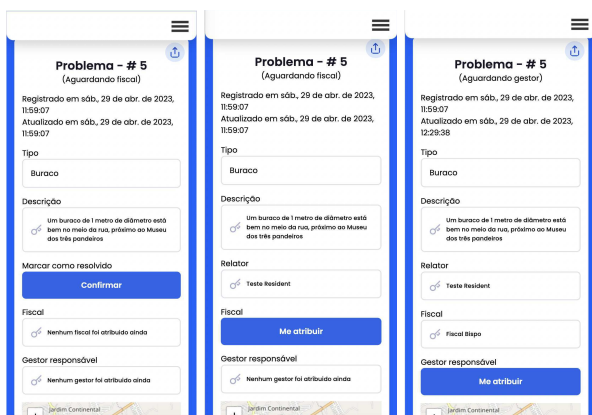 Problema - # 5
(Aguardando fiscal)
Registrado em sáb., 29 de abr. de 2023,
11:59:07
Atualizado em sáb., 29 de abr. de 2023,
11:59:07
Tipo
Buraco
Descrição
Um buraco de 1 metro de diâmetro está
bem no meio da rua, próximo ao Museu
dos três pandeiros
Marcar como resolvido
Confirmar
Fiscal
Nenhum fiscal foi atribuído ainda
Gestor responsável
Nenhum gestor foi atribuído ainda
+
Jardim Continental
Problema - # 5
(Aguardando fiscal)
Registrado em sáb., 29 de abr. de 2023,
11:59:07
Atualizado em sáb., 29 de abr. de 2023,
11:59:07
Tipo
Buraco
Descrição
Um buraco de 1 metro de diâmetro está
bem no meio da rua, próximo ao Museu
dos três pandeiros
Relator
Teste Resident
Fiscal
Me atribuir
Gestor responsável
Nenhum gestor foi atribuído ainda
Jardim Continental
Problema - # 5
(Aguardando gestor)
Registrado em sáb., 29 de abr. de 2023,
11:59:07
Atualizado em sáb., 29 de abr. de 2023,
12:29:38
Tipo
Buraco
Descrição
Um buraco de 1 metro de diâmetro está
bem no meio da rua, próximo ao Museu
dos três pandeiros
Relator
Teste Resident
Fiscal
Fiscal Bispo
Gestor responsável
Me atribuir
Jardim Continental